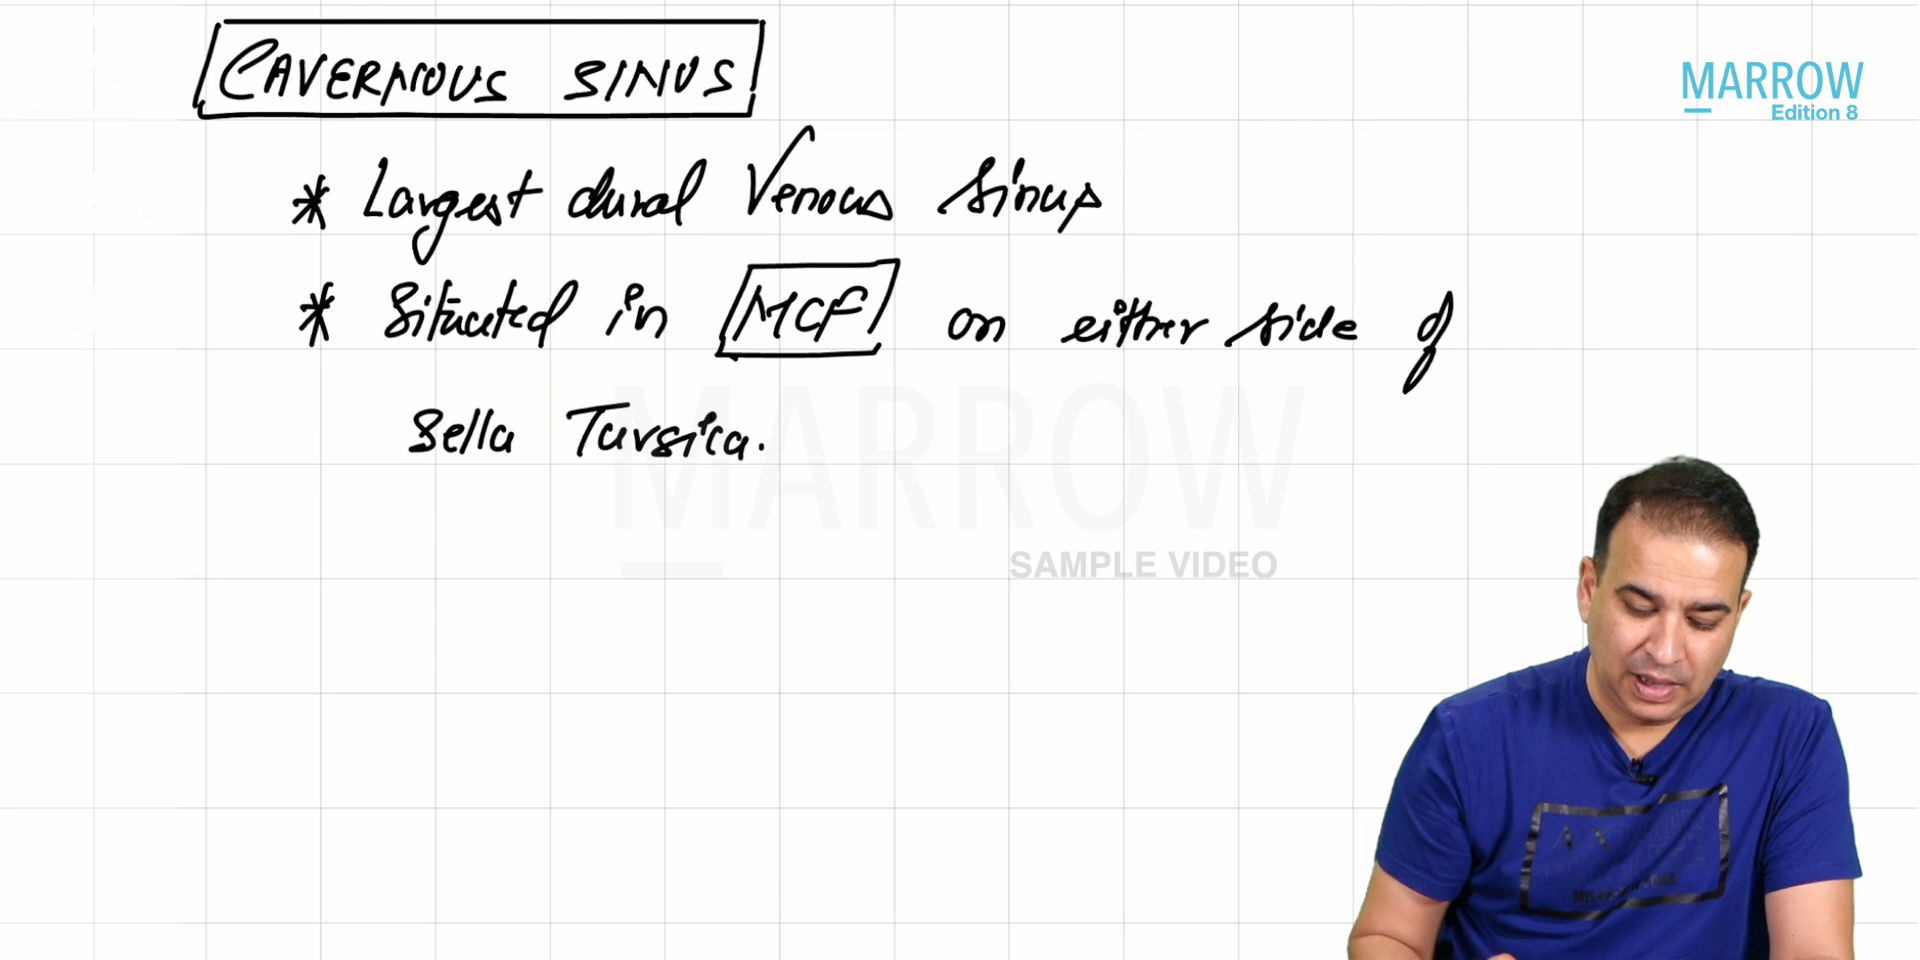 CAVERNOUS SINUS
MARROW
Edition 8
* Largest dural Venous Sinus
* Situated in MCF on either side of
Sella Tursica.
MARROW
SAMPLE VIDEO
A|X